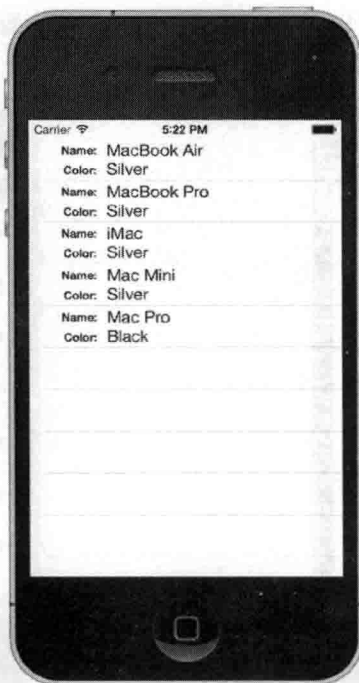 Carrier 5:22 PM
Name: MacBook Air
Color: Silver
Name: MacBook Pro
Color: Silver
Name: iMac
Color: Silver
Name: Mac Mini
Color: Silver
Name: Mac Pro
Color: Black